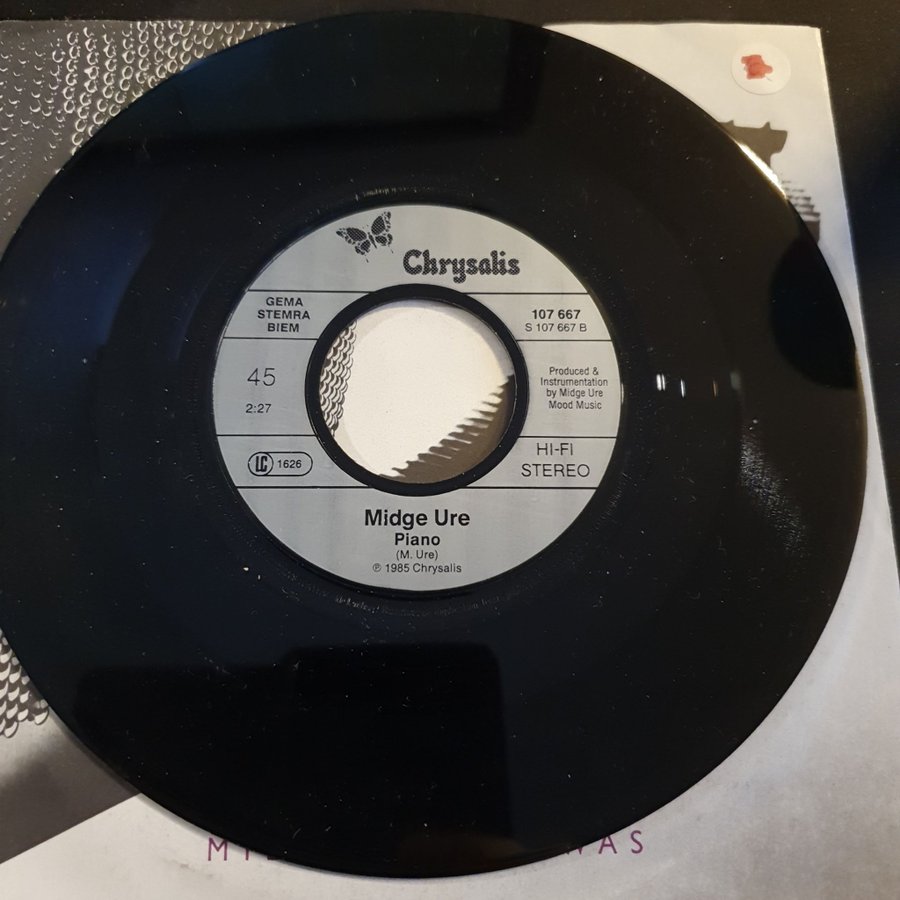 Chrysalis
GEMA
STEMRA
BIEM
107 667
S 107 667 B
45
2:27
Produced &
Instrumentation
by Midge Ure
Mood Music
LC 1626
HI-FI
STEREO
Midge Ure
Piano
(M. Ure)
℗ 1985 Chrysalis